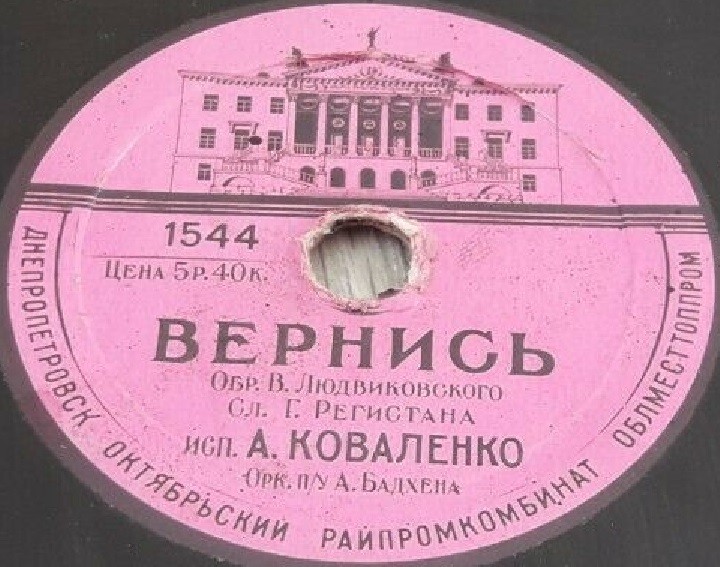 1544
Цена 5р.40к.
ВЕРНИСЬ
Обр. В. Людвиковского
Сл. Г. Регистана
исп. А. КОВАЛЕНКО
Орк. п/у А. Бадхена
ДНЕПРОПЕТРОВСК ОКТЯБРЬСКИЙ РАЙПРОМКОМБИНАТ ОБЛМЕСТТОППРОМ